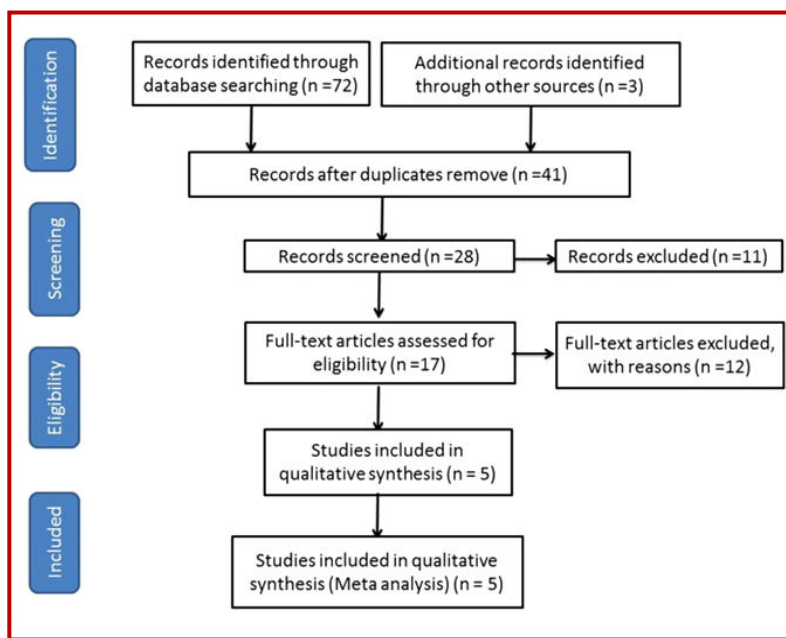 Identification
Records identified through
database searching (n =72)
Additional records identified
through other sources (n =3)
Records after duplicates remove (n =41)
Screening
Records screened (n =28)
Records excluded (n =11)
Eligibility
Full-text articles assessed for
eligibility (n =17)
Full-text articles excluded,
with reasons (n =12)
Studies included in
qualitative synthesis (n = 5)
Included
Studies included in qualitative
synthesis (Meta analysis) (n = 5)